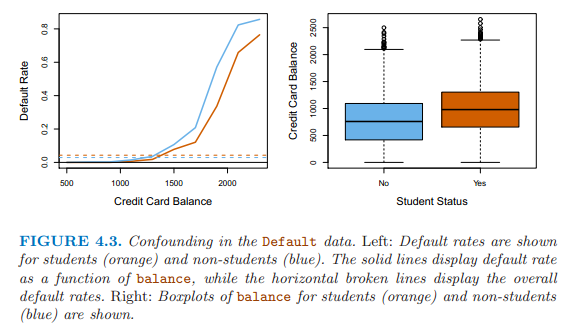 Default Rate
0.0
0.2
0.4
0.6
0.8
500
1000
1500
2000
Credit Card Balance
Credit Card Balance
0
500
1000
1500
2000
2500
No
Yes
Student Status
FIGURE 4.3. Confounding in the Default data. Left: Default rates are shown
for students (orange) and non-students (blue). The solid lines display default rate
as a function of balance, while the horizontal broken lines display the overall
default rates. Right: Boxplots of balance for students (orange) and non-students
(blue) are shown.